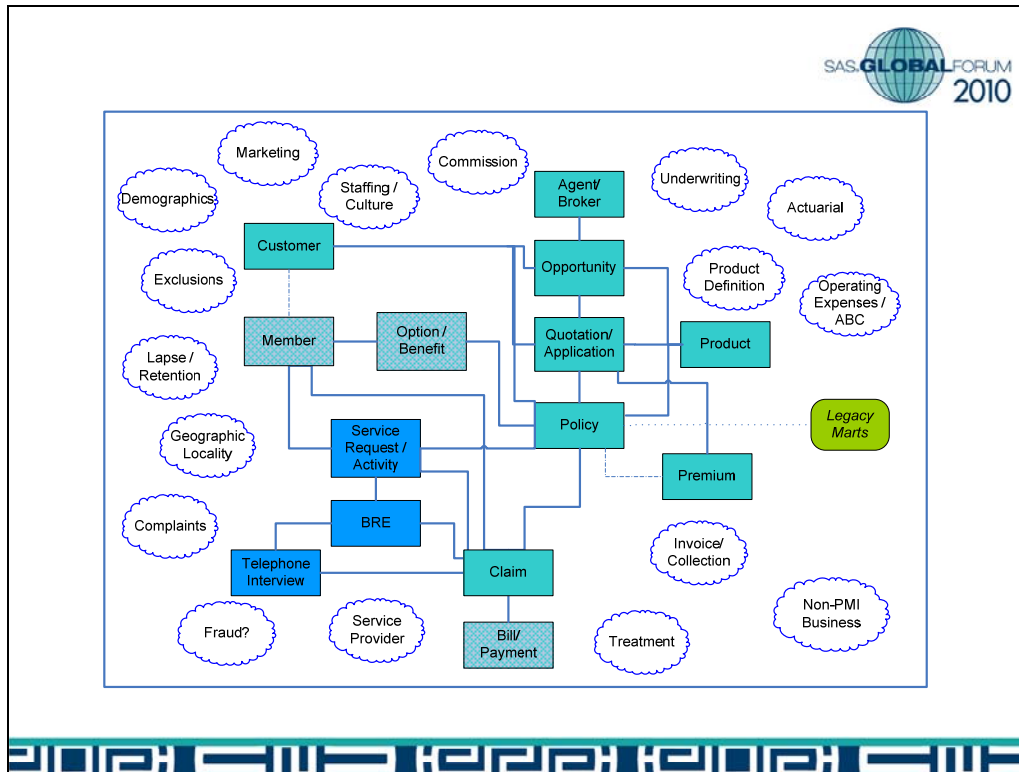 SAS.GLOBALFORUM
2010
Marketing
Commission
Demographics
Staffing /
Culture
Agent/
Broker
Underwriting
Actuarial
Customer
Exclusions
Opportunity
Product
Definition
Operating
Expenses /
ABC
Member
Option /
Benefit
Quotation/
Application
Product
Lapse /
Retention
Policy
Legacy
Marts
Geographic
Locality
Service
Request /
Activity
Premium
Complaints
BRE
Invoice/
Collection
Telephone
Interview
Claim
Non-PMI
Business
Fraud?
Service
Provider
Bill/
Payment
Treatment